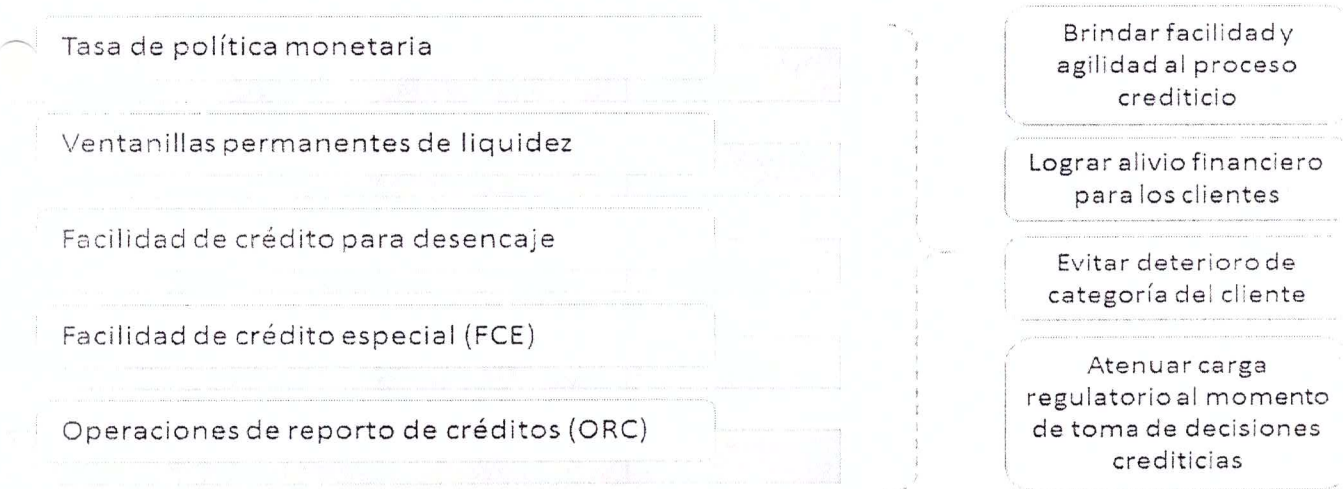 Tasa de política monetaria
Ventanillas permanentes de liquidez
Facilidad de crédito para desencaje
Facilidad de crédito especial (FCE)
Operaciones de reporto de créditos (ORC)
Brindar facilidad y
agilidad al proceso
crediticio
Lograr alivio financiero
para los clientes
Evitar deterioro de
categoría del cliente
Atenuar carga
regulatorio al momento
de toma de decisiones
crediticias